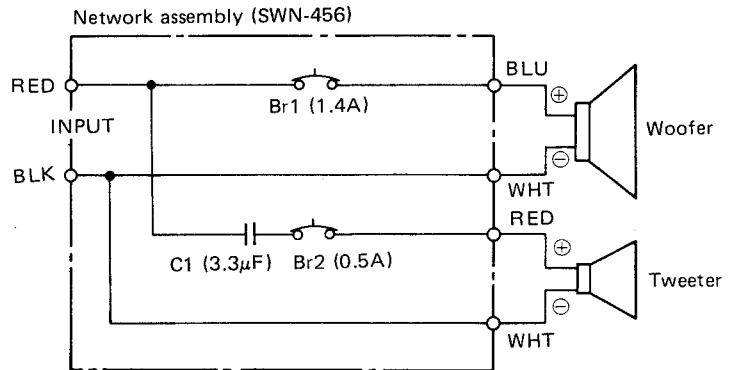 Network assembly (SWN-456)
RED
BLU
Br1 (1.4A)
⊕
INPUT
Woofer
⊖
BLK
WHT
RED
⊕
C1 (3.3μF) Br2 (0.5A)
Tweeter
⊖
WHT